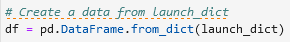 # Create a data from launch_dict
df = pd.DataFrame.from_dict(launch_dict)